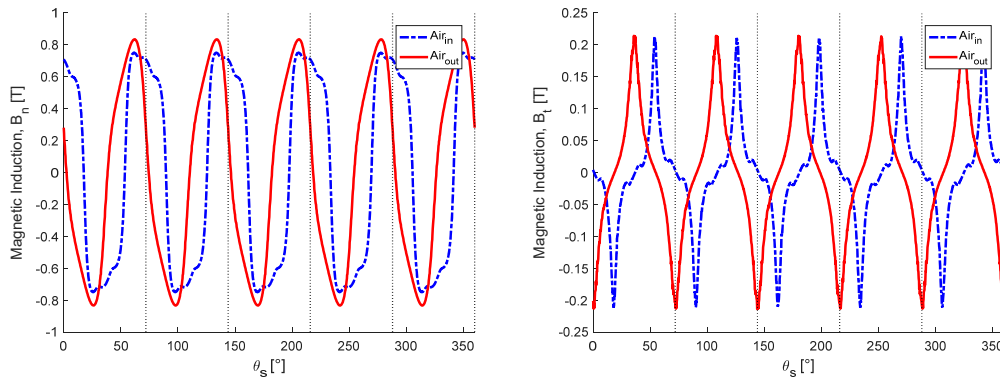 1
0.8
0.6
0.4
0.2
0
-0.2
-0.4
-0.6
-0.8
-1
Magnetic Induction, B_n [T]
0 50 100 150 200 250 300 350
θ_s [°]
Air_in
Air_out
0.25
0.2
0.15
0.1
0.05
0
-0.05
-0.1
-0.15
-0.2
-0.25
Magnetic Induction, B_t [T]
0 50 100 150 200 250 300 350
θ_s [°]
Air_in
Air_out